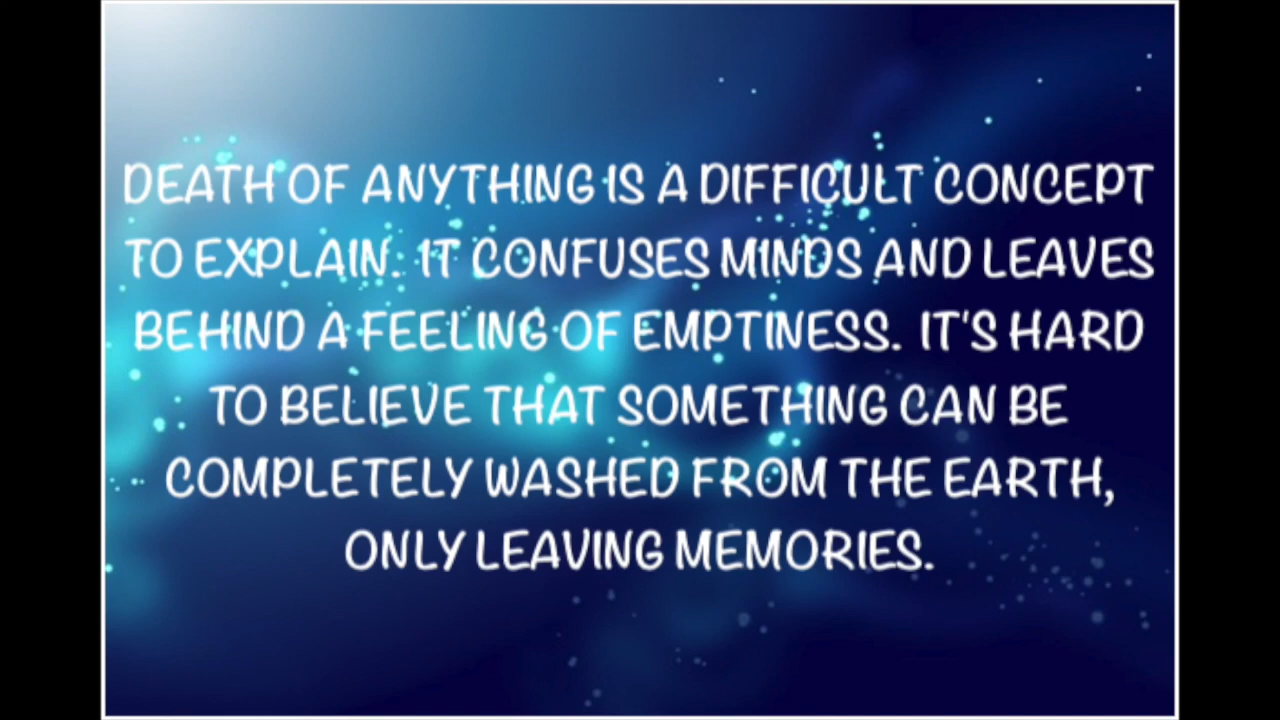 DEATH OF ANYTHING IS A DIFFICULT CONCEPT
TO EXPLAIN. IT CONFUSES MINDS AND LEAVES
BEHIND A FEELING OF EMPTINESS. IT'S HARD
TO BELIEVE THAT SOMETHING CAN BE
COMPLETELY WASHED FROM THE EARTH,
ONLY LEAVING MEMORIES.